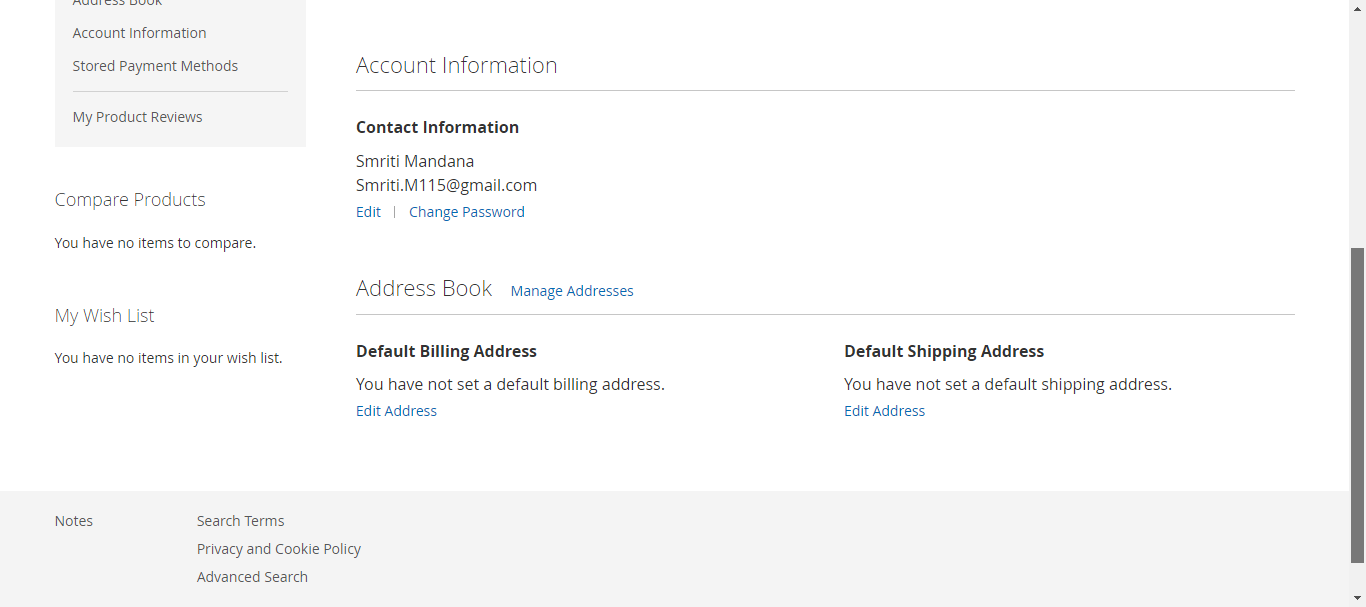 Address Book
Account Information
Stored Payment Methods
My Product Reviews
Compare Products
You have no items to compare.
My Wish List
You have no items in your wish list.
Account Information
Contact Information
Smriti Mandana
Smriti.M115@gmail.com
Edit | Change Password
Address Book Manage Addresses
Default Billing Address
You have not set a default billing address.
Edit Address
Default Shipping Address
You have not set a default shipping address.
Edit Address
Notes
Search Terms
Privacy and Cookie Policy
Advanced Search